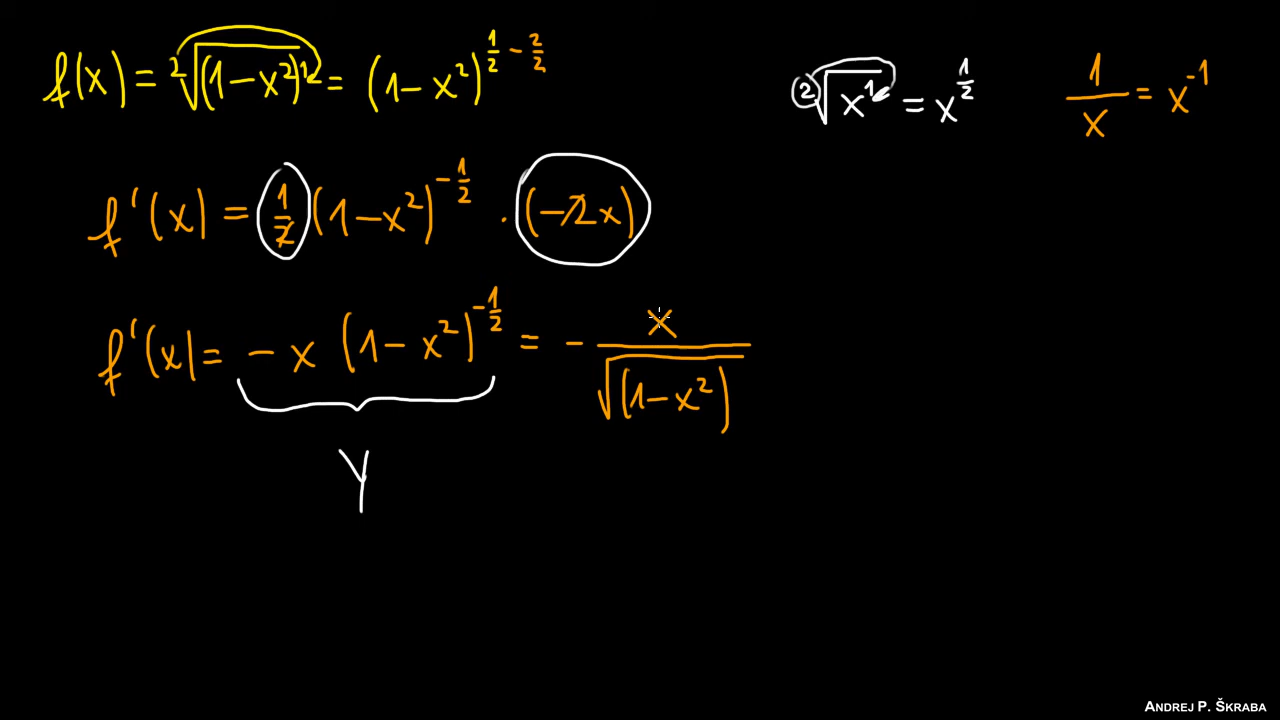 f(x) = ²√(1-x²)¹ = (1-x²)^(1/2 - 2/2)
²√x¹ = x^(1/2)
1/x = x⁻¹
f'(x) = 1/2 (1-x²)^(-1/2) · (-2x)
f'(x) = - x (1-x²)^(-1/2) = - x/√(1-x²)
Y
ANDREJ P. ŠKRABA